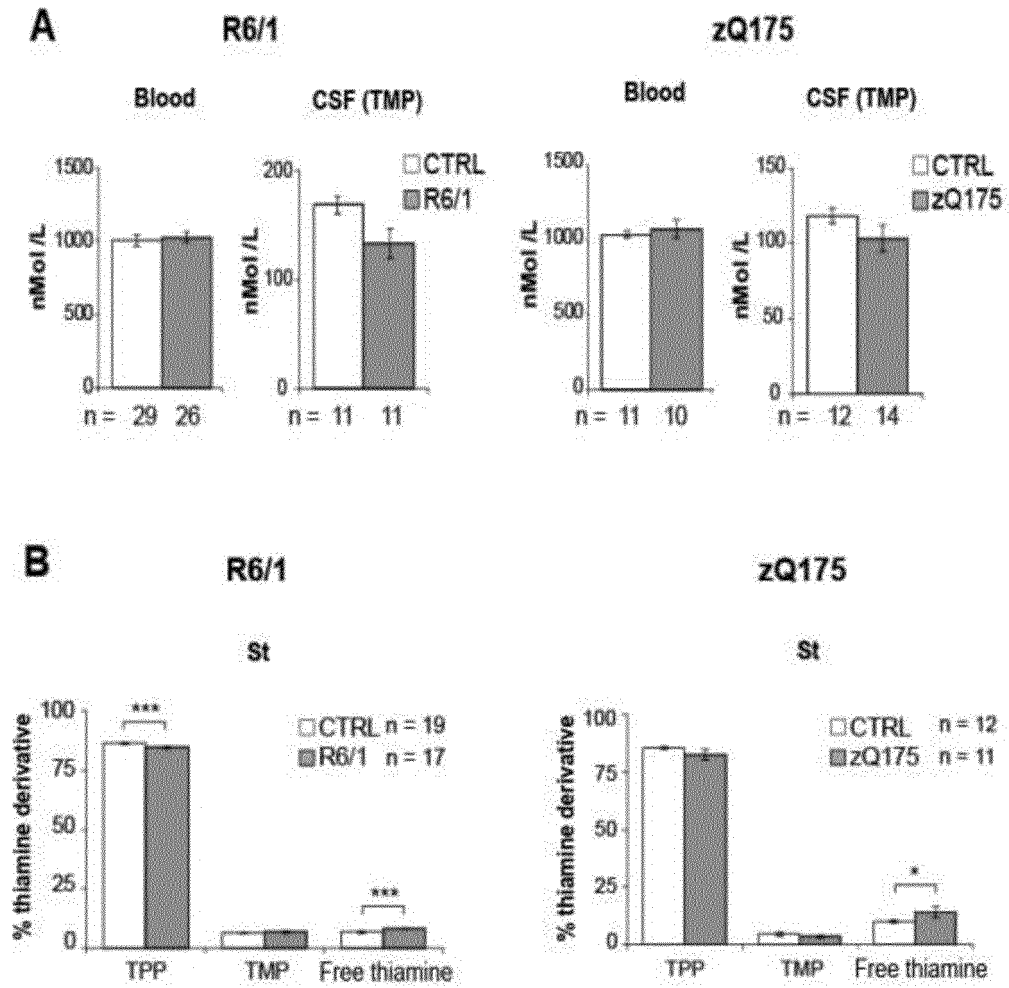 A
R6/1
zQ175
Blood
CSF (TMP)
Blood
CSF (TMP)
nMol /L
1500
1000
500
0
n = 29 26
nMol /L
200
100
0
CTRL
R6/1
n = 11 11
nMol /L
1500
1000
500
0
n = 11 10
nMol /L
150
100
50
0
CTRL
zQ175
n = 12 14
B
R6/1
zQ175
St
St
% thiamine derivative
100
75
50
25
0
***
***
CTRL n = 19
R6/1 n = 17
TPP TMP Free thiamine
% thiamine derivative
100
75
50
25
0
*
CTRL n = 12
zQ175 n = 11
TPP TMP Free thiamine